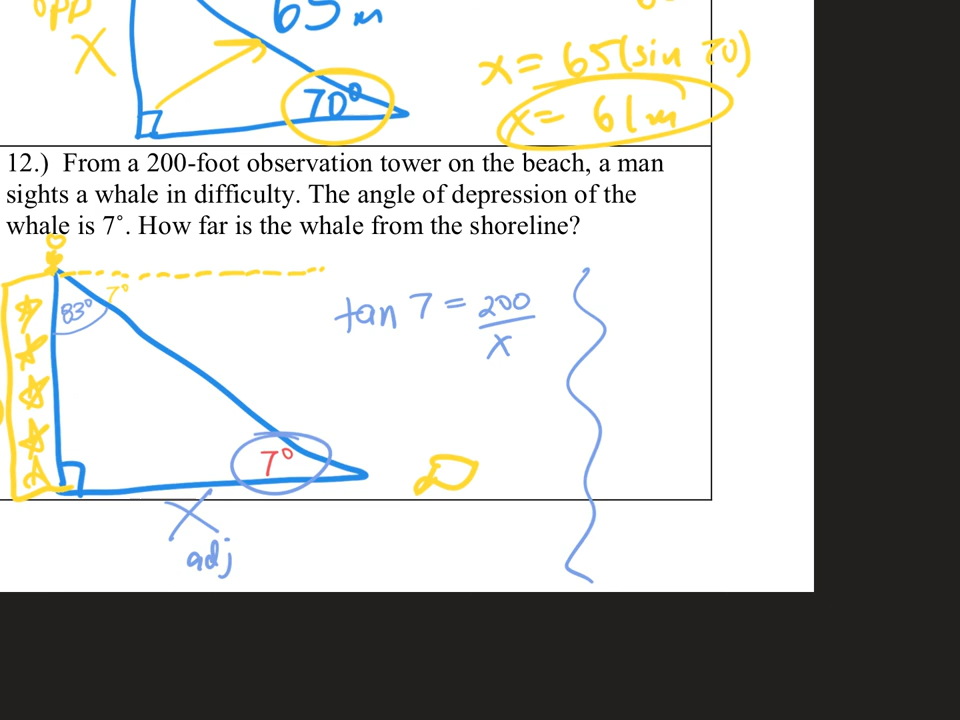 opp
65 m
X
x = 65(sin 70)
70°
x = 61 m
12.) From a 200-foot observation tower on the beach, a man
sights a whale in difficulty. The angle of depression of the
whale is 7˚. How far is the whale from the shoreline?
7°
83°
tan 7 = 200
x
7°
X
adj